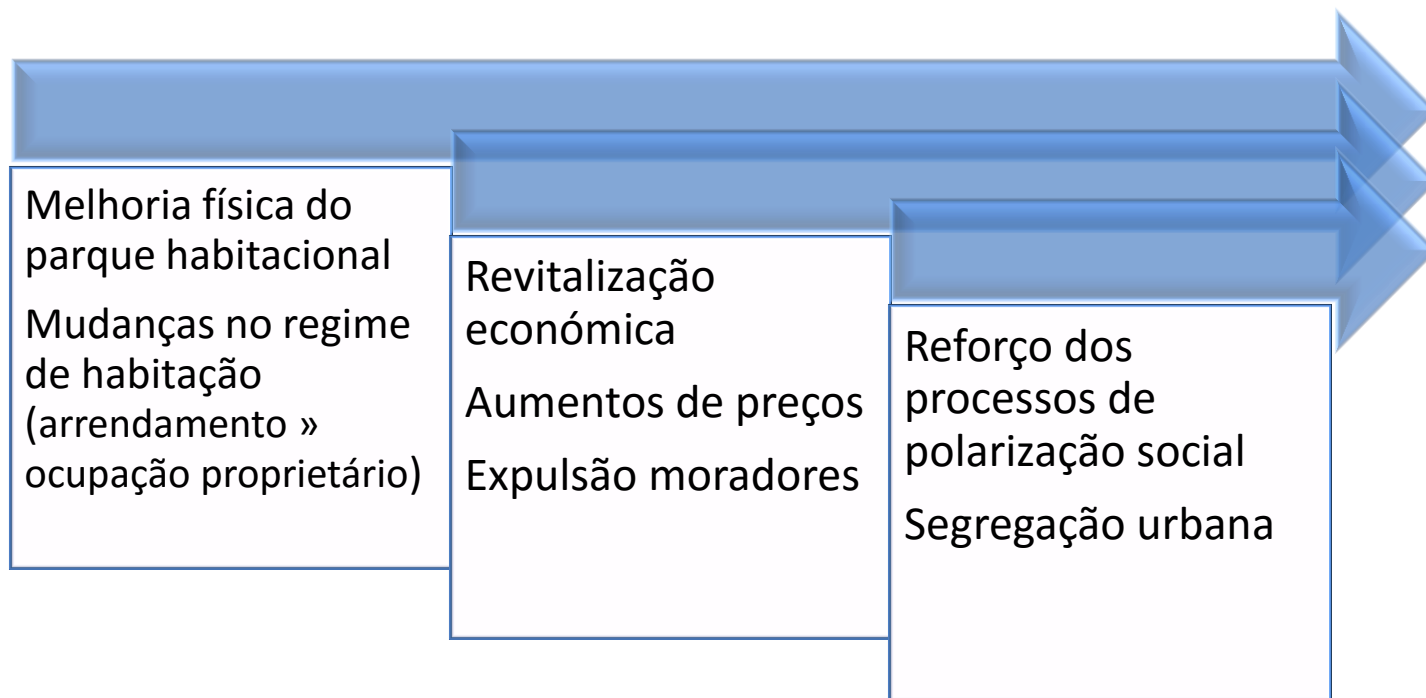 Melhoria física do
parque habitacional
Mudanças no regime
de habitação
(arrendamento »
ocupação proprietário)
Revitalização
económica
Aumentos de preços
Expulsão moradores
Reforço dos
processos de
polarização social
Segregação urbana